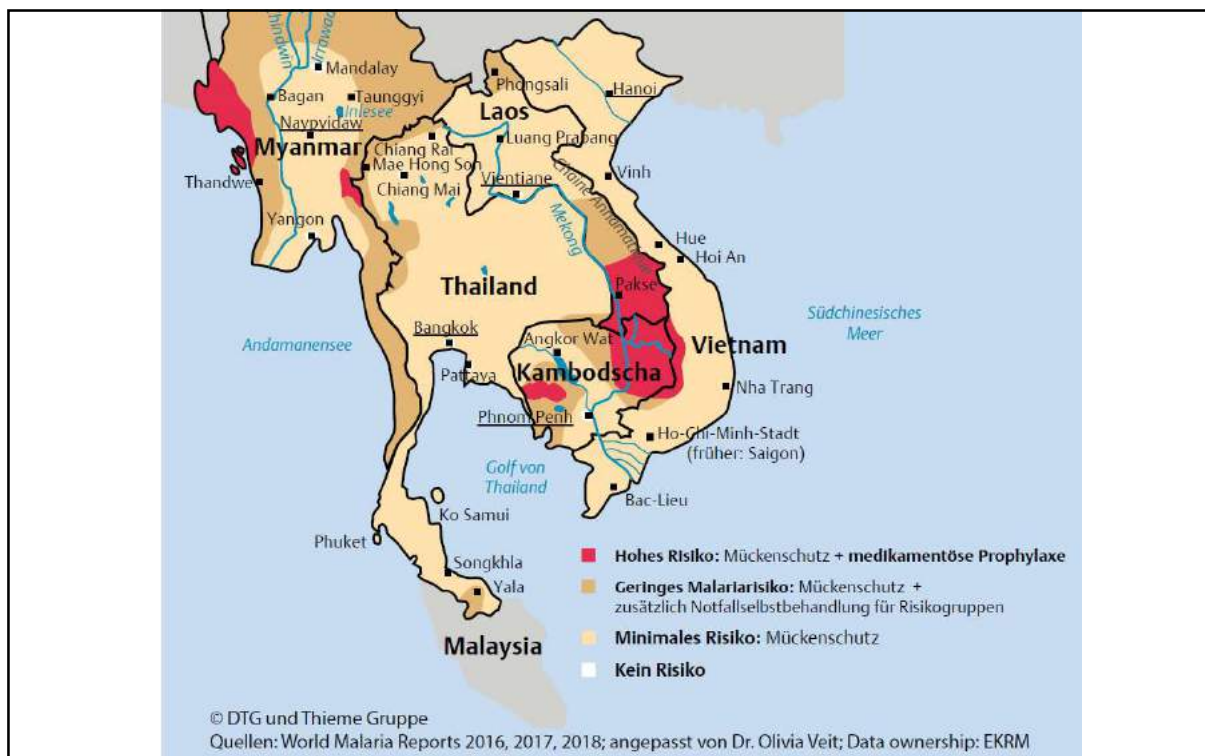 Chindwin
Irrawaddy
Mandalay
Bagan
Taunggyi
Inlesee
Naypyidaw
Myanmar
Thandwe
Yangon
Phongsali
Hanoi
Laos
Luang Prabang
Chiang Rai
Mae Hong Son
Chiang Mai
Vientiane
Vinh
Chaîne Annamitique
Mekong
Hue
Hoi An
Thailand
Pakse
Südchinesisches
Meer
Andamanensee
Bangkok
Angkor Wat
Vietnam
Pattaya
Kambodscha
Nha Trang
Phnom Penh
Ho-Chi-Minh-Stadt
(früher: Saigon)
Golf von
Thailand
Bac-Lieu
Ko Samui
Phuket
Songkhla
Yala
Malaysia
Hohes Risiko: Mückenschutz + medikamentöse Prophylaxe
Geringes Malariarisiko: Mückenschutz +
zusätzlich Notfallselbstbehandlung für Risikogruppen
Minimales Risiko: Mückenschutz
Kein Risiko
© DTG und Thieme Gruppe
Quellen: World Malaria Reports 2016, 2017, 2018; angepasst von Dr. Olivia Veit; Data ownership: EKRM